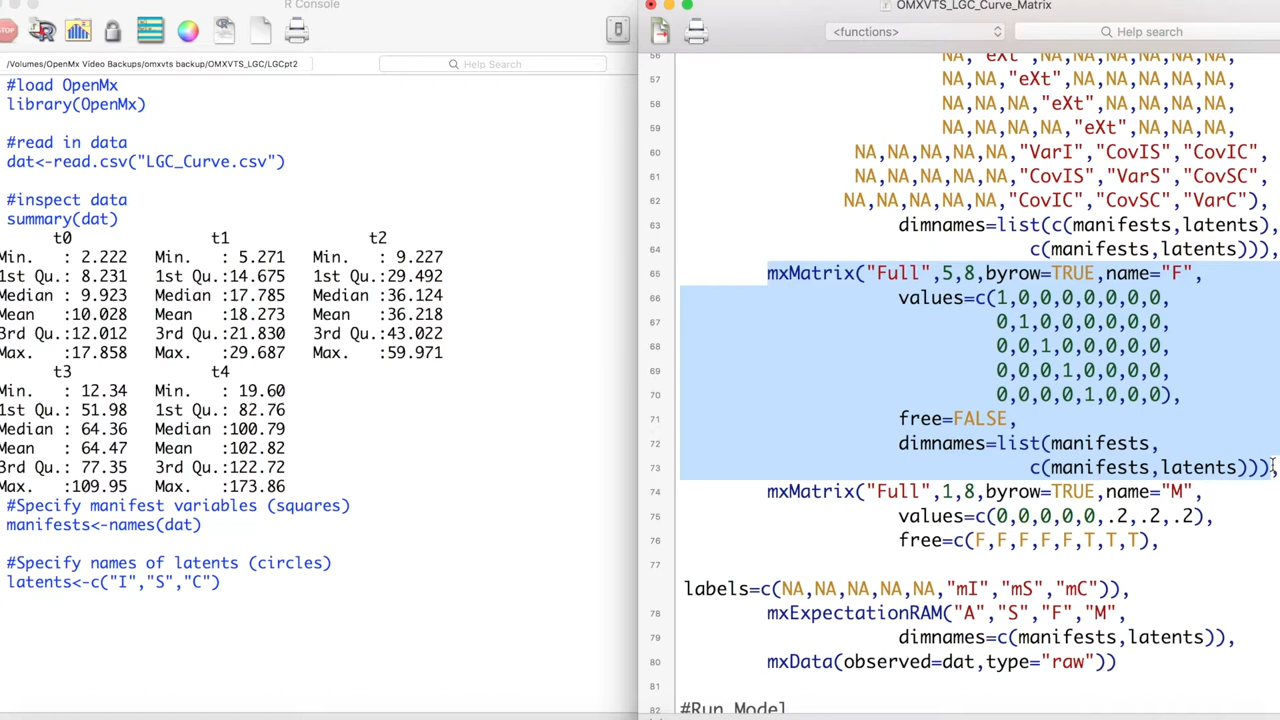 R Console
STOP
/Volumes/OpenMx Video Backups/omxvts backup/OMXVTS_LGC/LGCpt2
Help Search
#load OpenMx
library(OpenMx)
#read in data
dat<-read.csv("LGC_Curve.csv")
#inspect data
summary(dat)
t0 t1 t2
Min. : 2.222 Min. : 5.271 Min. : 9.227
1st Qu.: 8.231 1st Qu.:14.675 1st Qu.:29.492
Median : 9.923 Median :17.785 Median :36.124
Mean :10.028 Mean :18.273 Mean :36.218
3rd Qu.:12.012 3rd Qu.:21.830 3rd Qu.:43.022
Max. :17.858 Max. :29.687 Max. :59.971
t3 t4
Min. : 12.34 Min. : 19.60
1st Qu.: 51.98 1st Qu.: 82.76
Median : 64.36 Median :100.79
Mean : 64.47 Mean :102.82
3rd Qu.: 77.35 3rd Qu.:122.72
Max. :109.95 Max. :173.86
#Specify manifest variables (squares)
manifests<-names(dat)
#Specify names of latents (circles)
latents<-c("I","S","C")
OMXVTS_LGC_Curve_Matrix
<functions>
Help search
56 NA,"eXt",NA,NA,NA,NA,NA,NA,
57 NA,NA,"eXt",NA,NA,NA,NA,NA,
58 NA,NA,NA,"eXt",NA,NA,NA,NA,
59 NA,NA,NA,NA,"eXt",NA,NA,NA,
60 NA,NA,NA,NA,NA,"VarI","CovIS","CovIC",
61 NA,NA,NA,NA,NA,"CovIS","VarS","CovSC",
62 NA,NA,NA,NA,NA,"CovIC","CovSC","VarC"),
63 dimnames=list(c(manifests,latents),
64 c(manifests,latents))),
65 mxMatrix("Full",5,8,byrow=TRUE,name="F",
66 values=c(1,0,0,0,0,0,0,0,
67 0,1,0,0,0,0,0,0,
68 0,0,1,0,0,0,0,0,
69 0,0,0,1,0,0,0,0,
70 0,0,0,0,1,0,0,0),
71 free=FALSE,
72 dimnames=list(manifests,
73 c(manifests,latents))),
74 mxMatrix("Full",1,8,byrow=TRUE,name="M",
75 values=c(0,0,0,0,0,.2,.2,.2),
76 free=c(F,F,F,F,F,T,T,T),
77
labels=c(NA,NA,NA,NA,NA,"mI","mS","mC")),
78 mxExpectationRAM("A","S","F","M",
79 dimnames=c(manifests,latents)),
80 mxData(observed=dat,type="raw"))
81
82 #Run Model